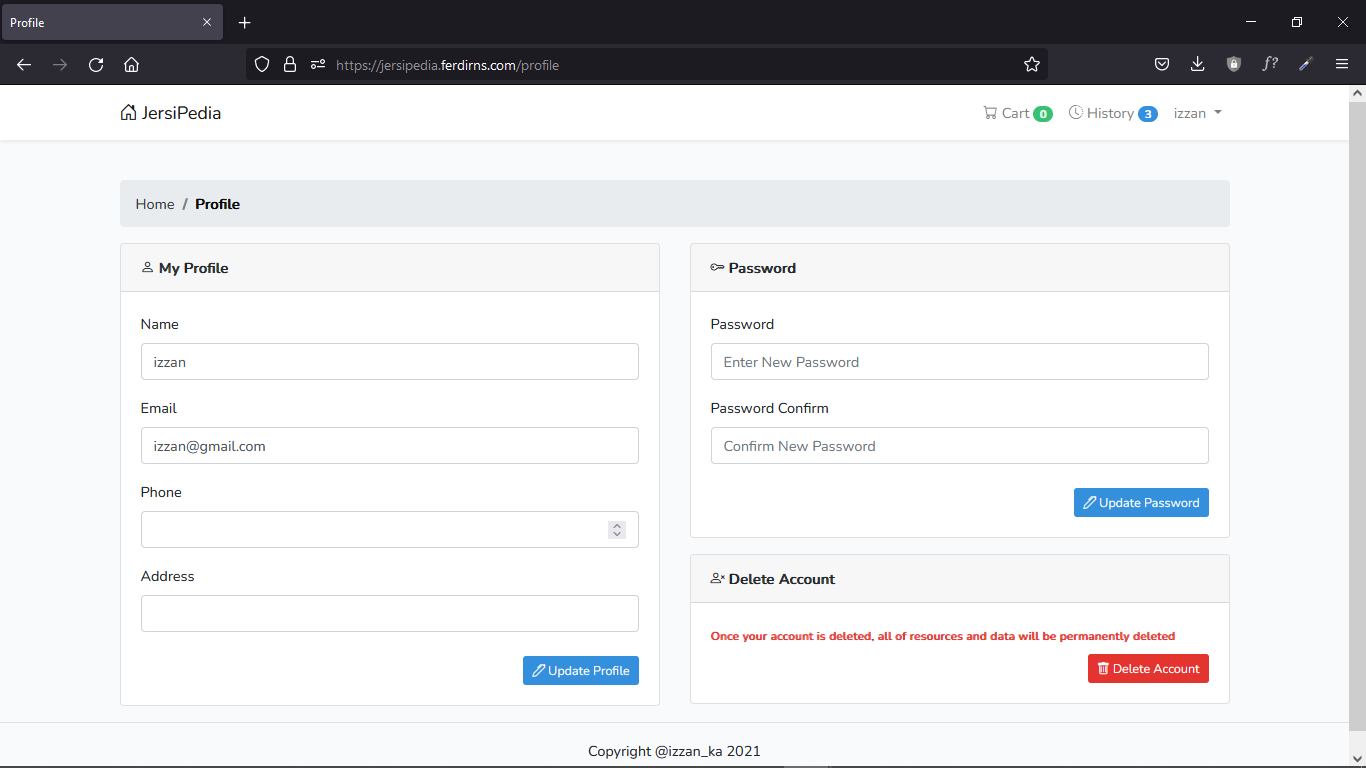 Profile
https://jersipedia.ferdirns.com/profile
JersiPedia
Cart 0 History 3 izzan
Home / Profile
My Profile
Name
izzan
Email
izzan@gmail.com
Phone
Address
Update Profile
Password
Password
Enter New Password
Password Confirm
Confirm New Password
Update Password
Delete Account
Once your account is deleted, all of resources and data will be permanently deleted
Delete Account
Copyright @izzan_ka 2021